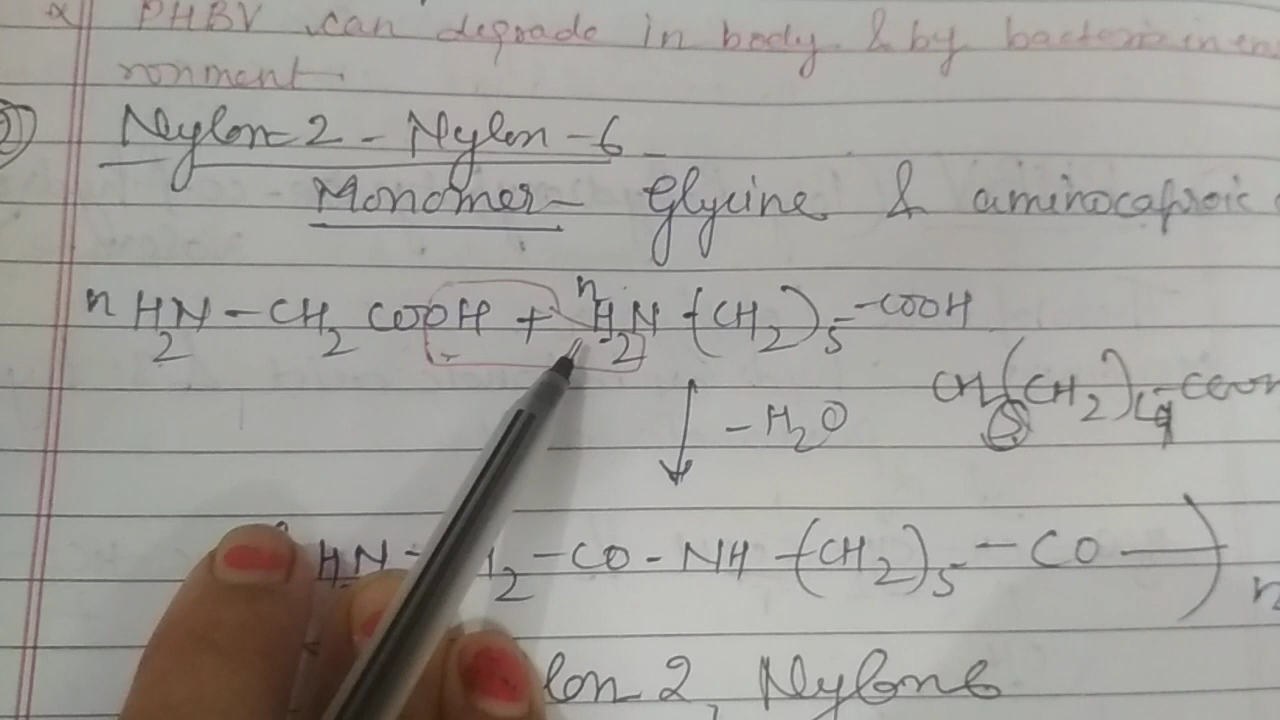 * PHBV can degrade in body & by bacteria in en
ronment.
2) Nylon-2 - Nylon-6
Monomer- Glycine & aminocaproic
n H2N-CH2 COOH + n H2N-(CH2)5-COOH
CH3(CH2)4 COOH
-H2O
HN- H2-CO-NH-(CH2)5-CO-)n
lon 2, Nylon 6